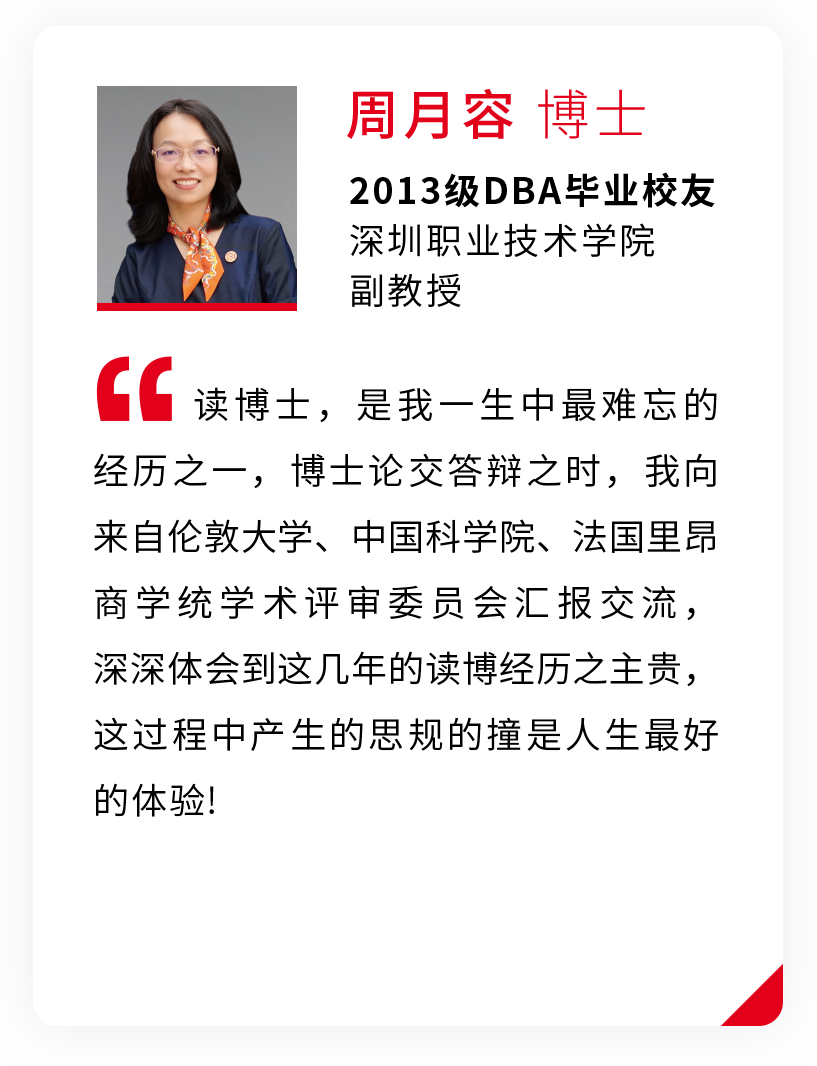 周月容 博士
2013级DBA毕业校友
深圳职业技术学院
副教授
“ 读博士，是我一生中最难忘的
经历之一，博士论交答辩之时，我向
来自伦敦大学、中国科学院、法国里昂
商学统学术评审委员会汇报交流，
深深体会到这几年的读博经历之主贵，
这过程中产生的思规的撞是人生最好
的体验!